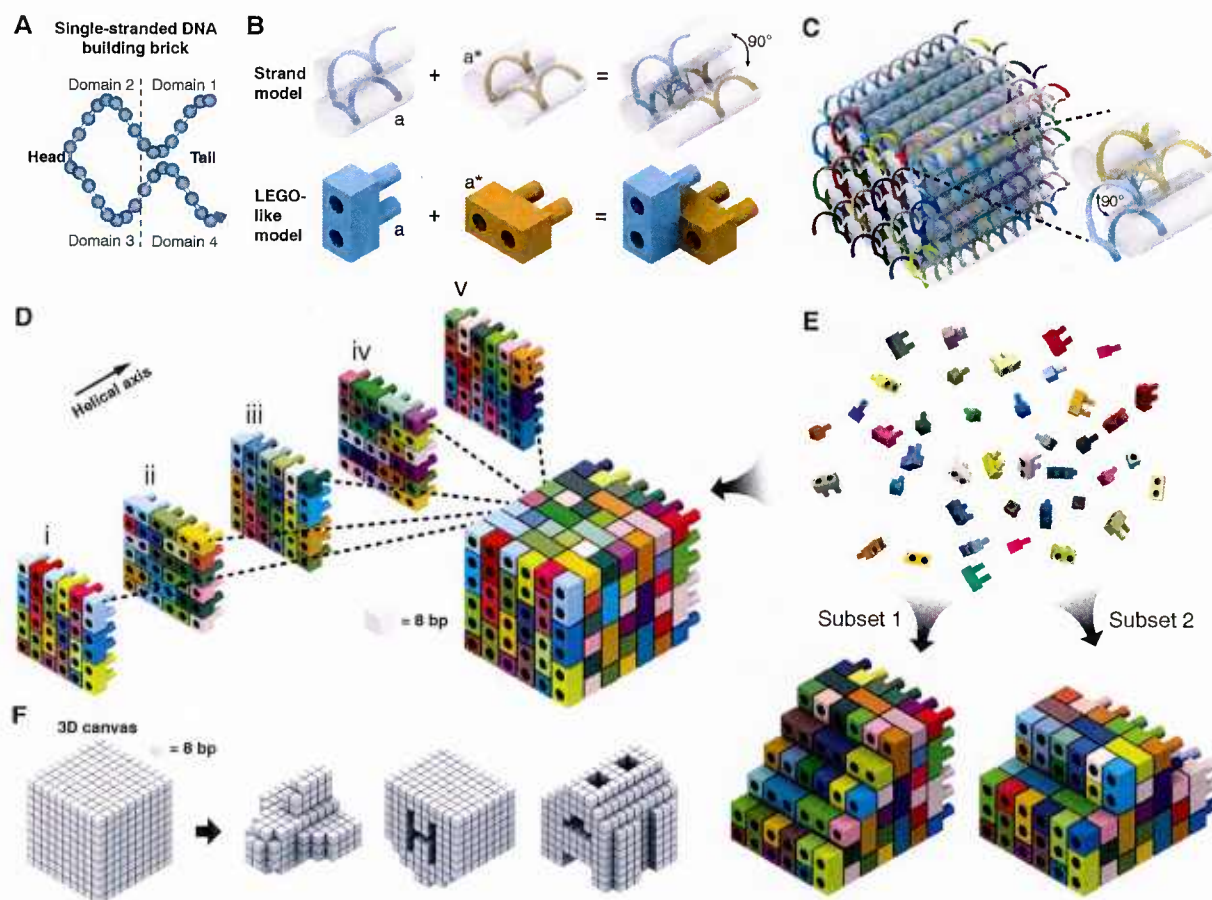 A
Single-stranded DNA
building brick
Domain 2
Domain 1
Head
Tail
Domain 3
Domain 4
B
Strand
model
a
+
a*
=
90°
LEGO-
like
model
a
+
a*
=
C
90°
D
Helical axis
i
ii
iii
iv
v
= 8 bp
E
Subset 1
Subset 2
F
3D canvas
= 8 bp
H